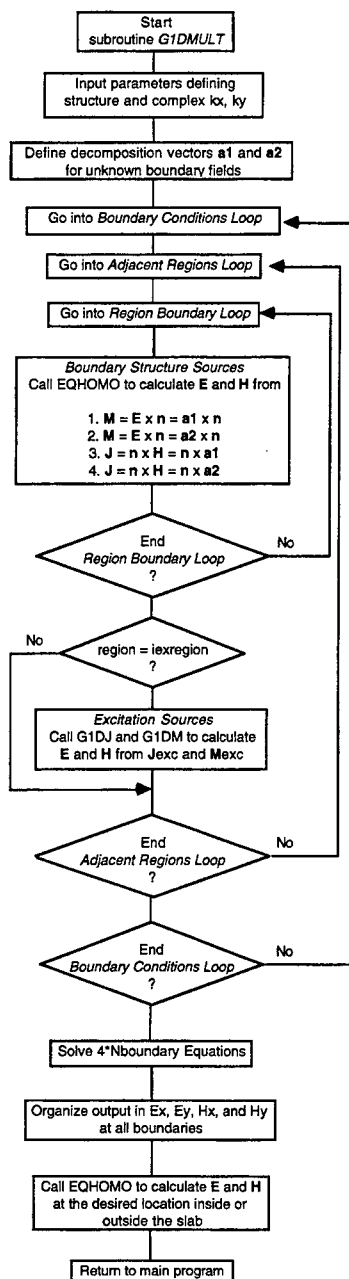 Start
subroutine G1DMULT
Input parameters defining
structure and complex kx, ky
Define decomposition vectors a1 and a2
for unknown boundary fields
Go into Boundary Conditions Loop
Go into Adjacent Regions Loop
Go into Region Boundary Loop
Boundary Structure Sources
Call EQHOMO to calculate E and H from
1. M = E x n = a1 x n
2. M = E x n = a2 x n
3. J = n x H = n x a1
4. J = n x H = n x a2
End
Region Boundary Loop
?
No
No
region = iexregion
?
Excitation Sources
Call G1DJ and G1DM to calculate
E and H from Jexc and Mexc
End
Adjacent Regions Loop
?
No
End
Boundary Conditions Loop
?
No
Solve 4*Nboundary Equations
Organize output in Ex, Ey, Hx, and Hy
at all boundaries
Call EQHOMO to calculate E and H
at the desired location inside or
outside the slab
Return to main program